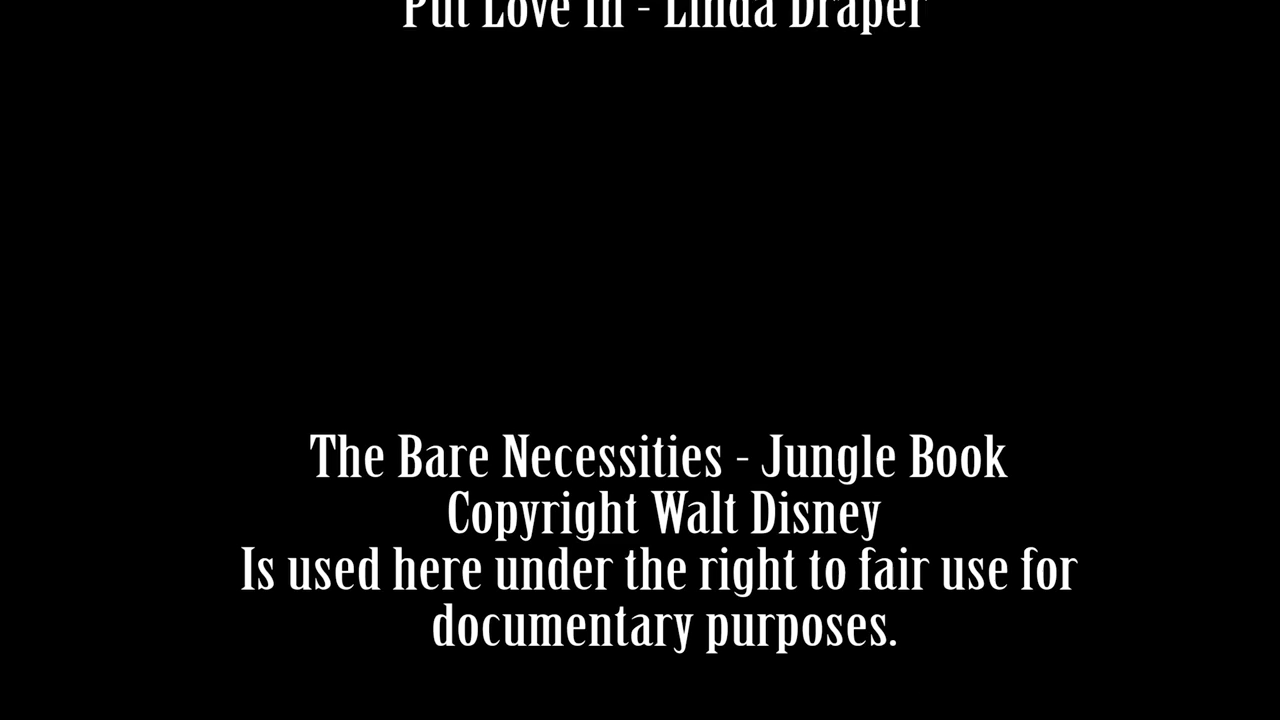 Put Love In - Linda Draper
The Bare Necessities - Jungle Book
Copyright Walt Disney
Is used here under the right to fair use for
documentary purposes.